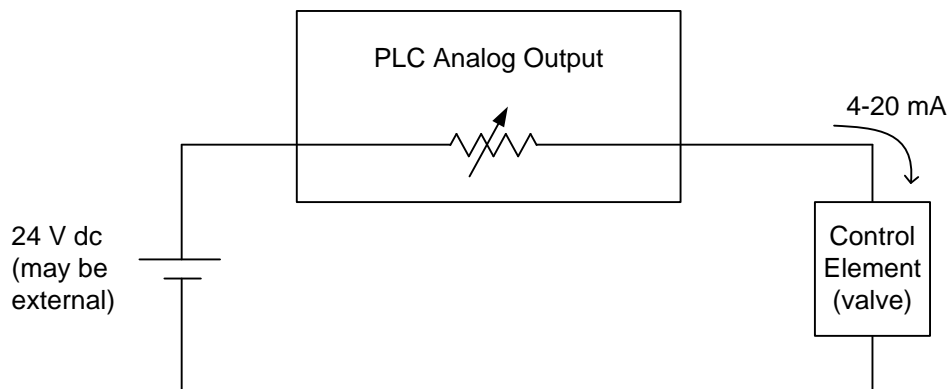 PLC Analog Output
4-20 mA
24 V dc
(may be
external)
Control
Element
(valve)